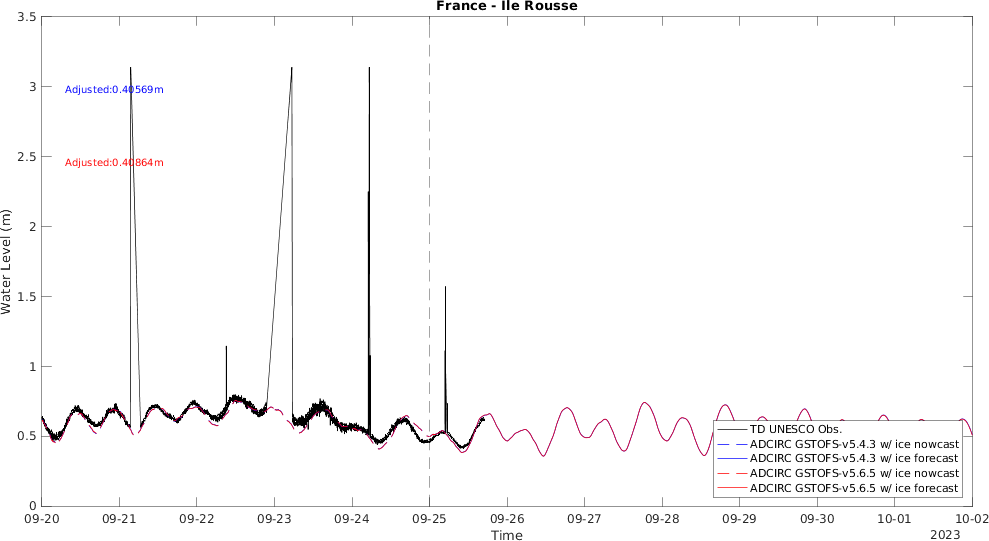 France - Ile Rousse
3.5
3
2.5
2
1.5
1
0.5
0
Water Level (m)
Adjusted:0.40569m
Adjusted:0.40864m
TD UNESCO Obs.
ADCIRC GSTOFS-v5.4.3 w/ ice nowcast
ADCIRC GSTOFS-v5.4.3 w/ ice forecast
ADCIRC GSTOFS-v5.6.5 w/ ice nowcast
ADCIRC GSTOFS-v5.6.5 w/ ice forecast
09-20 09-21 09-22 09-23 09-24 09-25 09-26 09-27 09-28 09-29 09-30 10-01 10-02
Time
2023